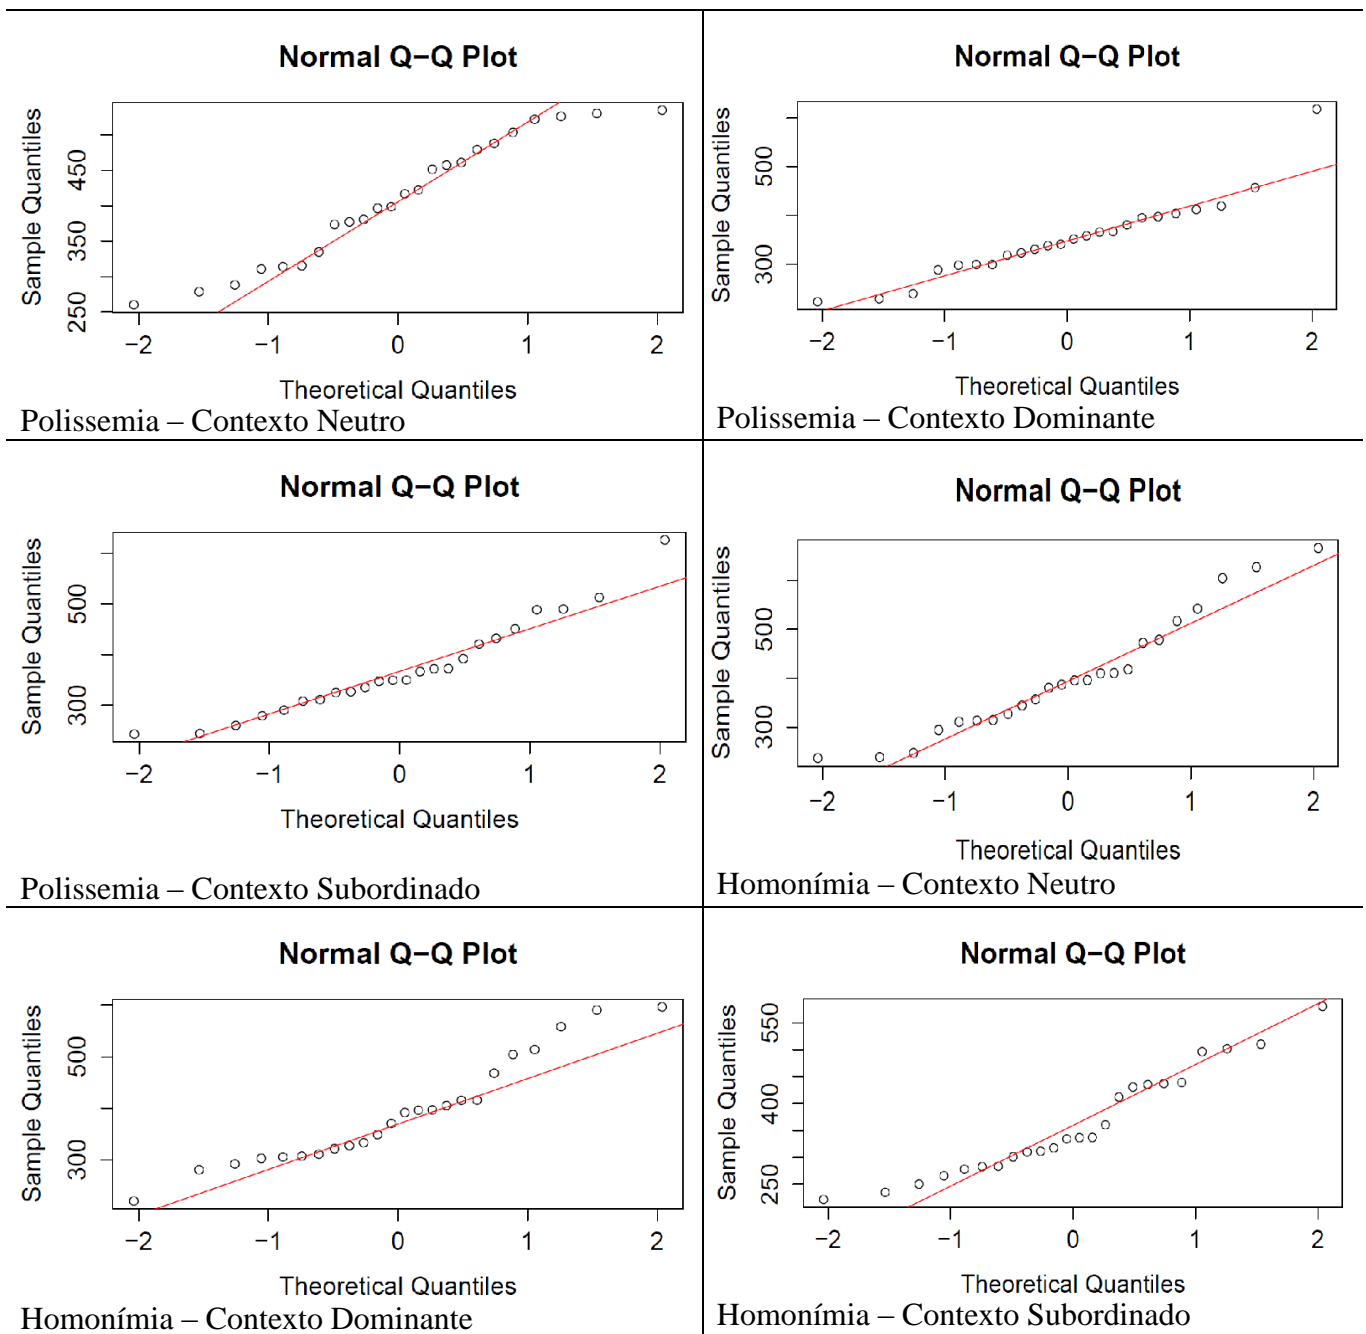 Normal Q−Q Plot
Sample Quantiles
450
350
250
−2 −1 0 1 2
Theoretical Quantiles
Polissemia – Contexto Neutro
Normal Q−Q Plot
Sample Quantiles
500
300
−2 −1 0 1 2
Theoretical Quantiles
Polissemia – Contexto Dominante
Normal Q−Q Plot
Sample Quantiles
500
300
−2 −1 0 1 2
Theoretical Quantiles
Polissemia – Contexto Subordinado
Normal Q−Q Plot
Sample Quantiles
500
300
−2 −1 0 1 2
Theoretical Quantiles
Homonímia – Contexto Neutro
Normal Q−Q Plot
Sample Quantiles
500
300
−2 −1 0 1 2
Theoretical Quantiles
Homonímia – Contexto Dominante
Normal Q−Q Plot
Sample Quantiles
550
400
250
−2 −1 0 1 2
Theoretical Quantiles
Homonímia – Contexto Subordinado